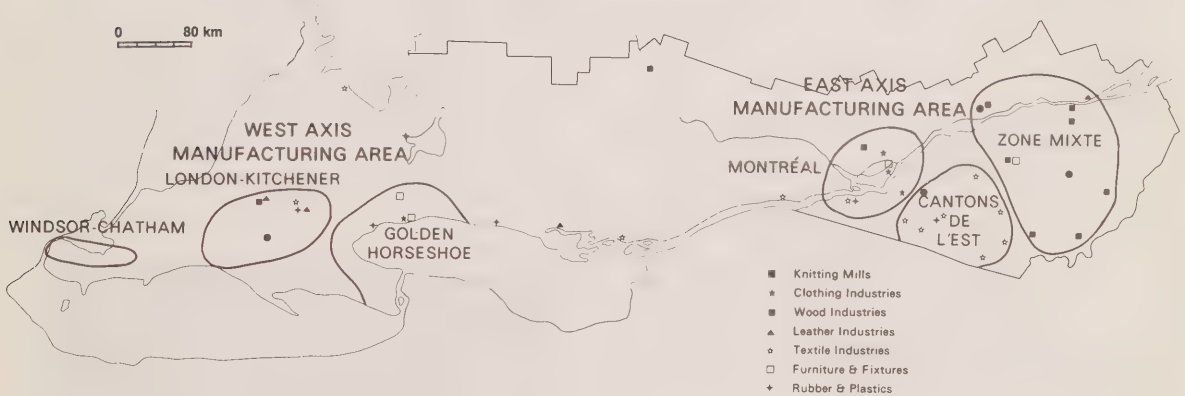 0 80 km
WEST AXIS
MANUFACTURING AREA
LONDON-KITCHENER
WINDSOR-CHATHAM
GOLDEN
HORSESHOE
EAST AXIS
MANUFACTURING AREA
MONTRÉAL
ZONE MIXTE
CANTONS
DE
L'EST
Knitting Mills
Clothing Industries
Wood Industries
Leather Industries
Textile Industries
Furniture & Fixtures
Rubber & Plastics